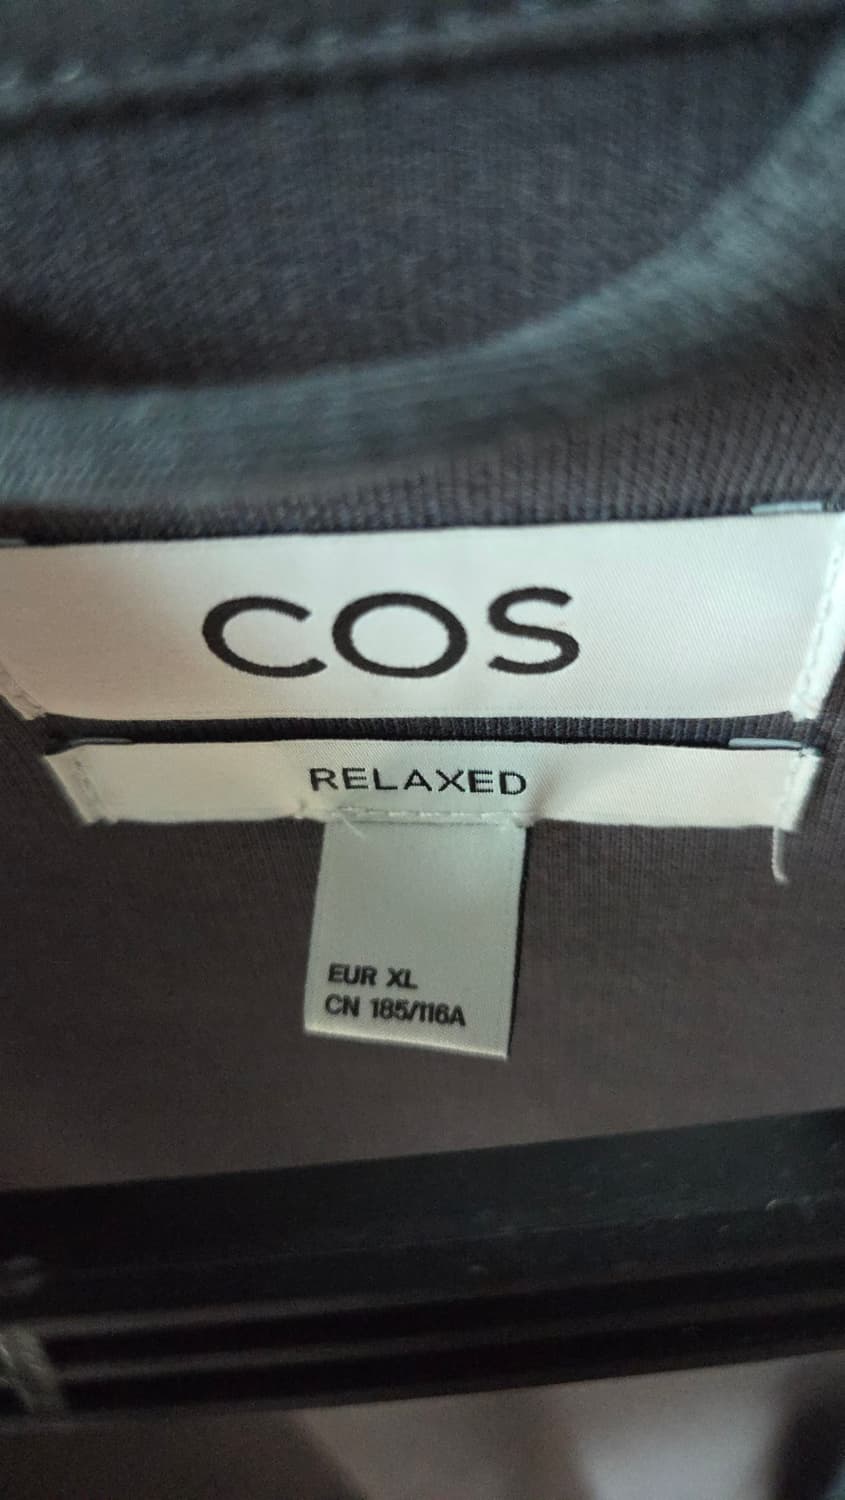 COS
RELAXED
EUR XL
CN 185/116A